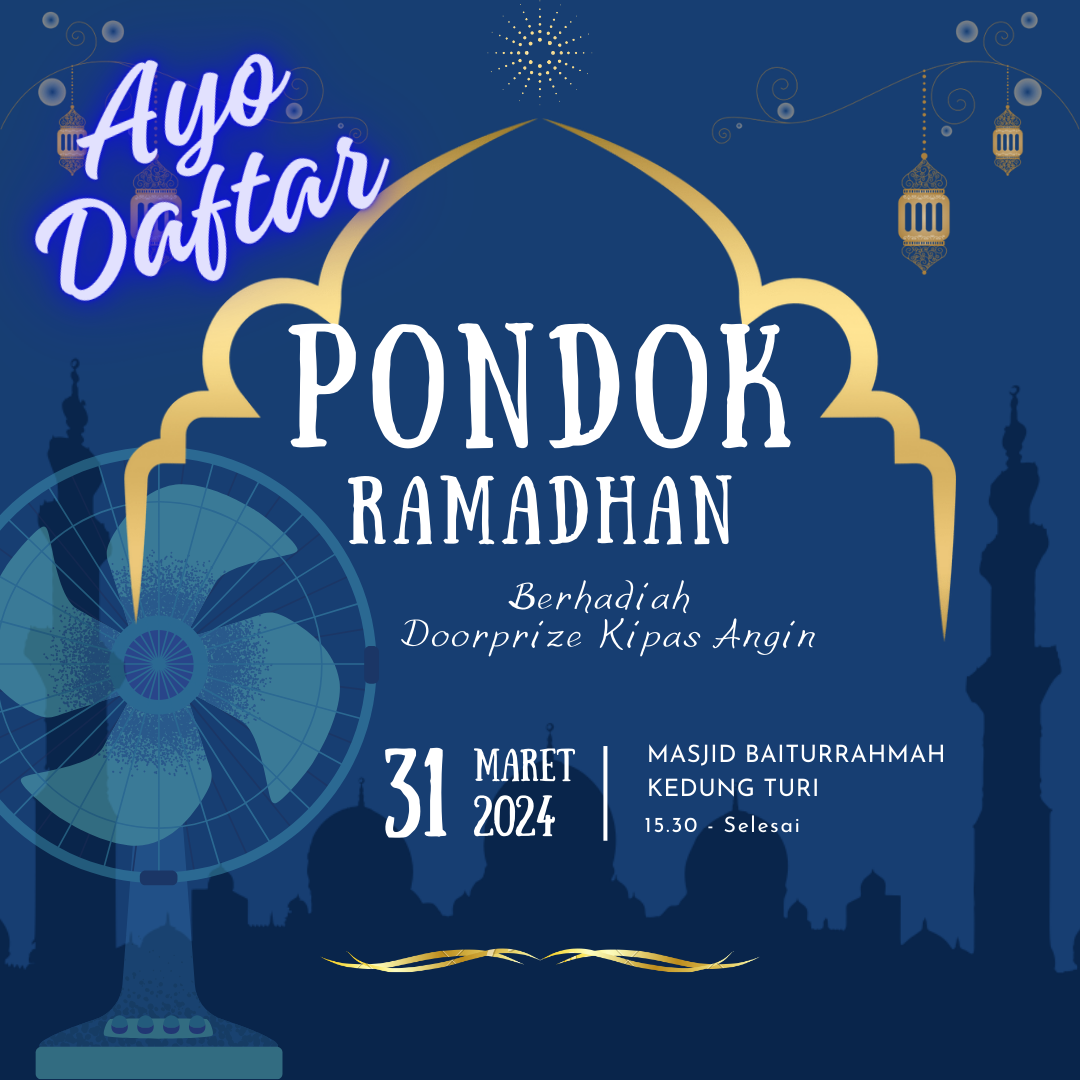 Ayo
Daftar
PONDOK
RAMADHAN
Berhadiah
Doorprize Kipas Angin
31 MARET
2024
MASJID BAITURRAHMAH
KEDUNG TURI
15.30 - Selesai